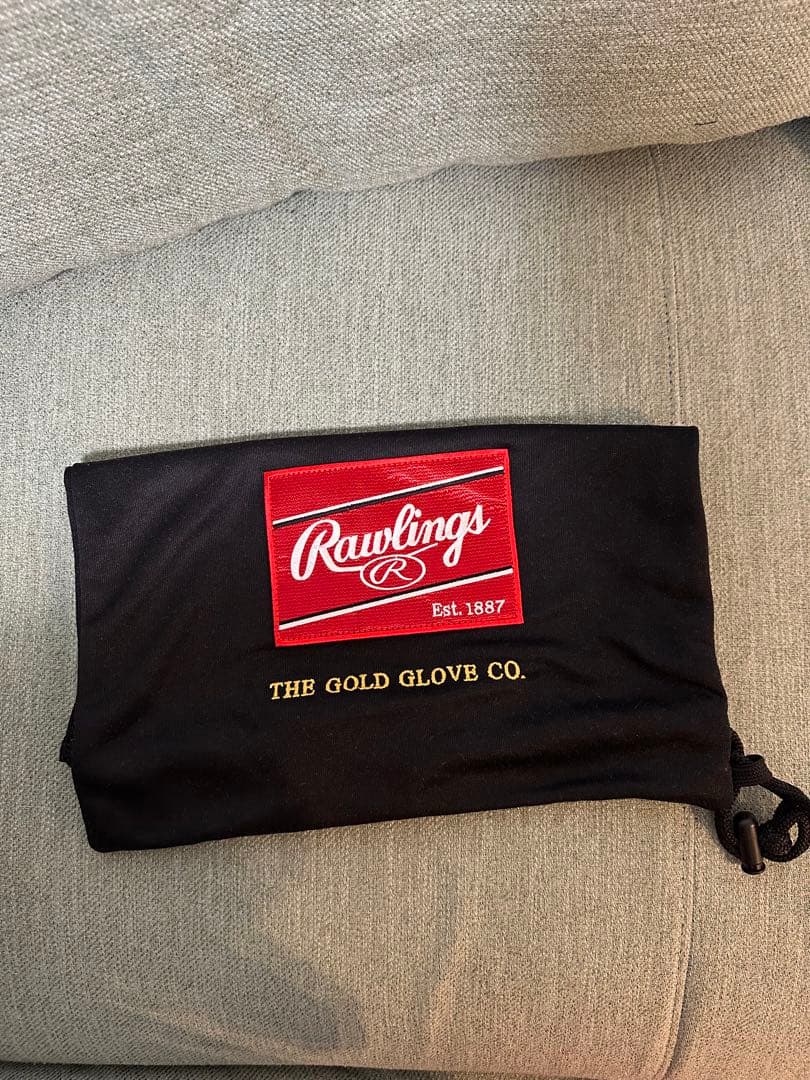 Rawlings
R
Est. 1887
THE GOLD GLOVE CO.